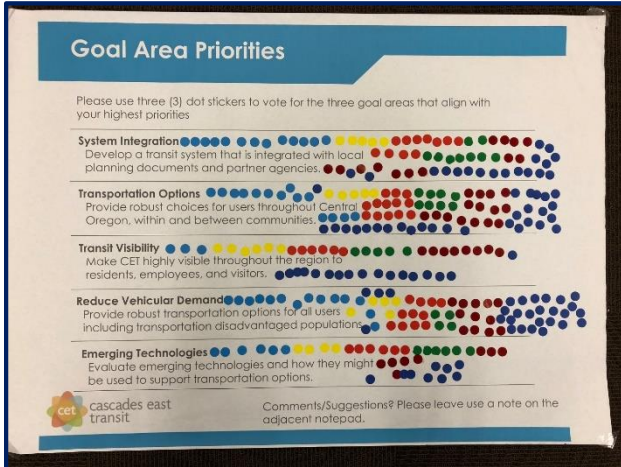 Goal Area Priorities
Please use three (3) dot stickers to vote for the three goal areas that align with
your highest priorities
System Integration
Develop a transit system that is integrated with local
planning documents and partner agencies.
Transportation Options
Provide robust choices for users throughout Central
Oregon, within and between communities.
Transit Visibility
Make CET highly visible throughout the region to
residents, employees, and visitors.
Reduce Vehicular Demand
Provide robust transportation options for all users
including transportation disadvantaged populations
Emerging Technologies
Evaluate emerging technologies and how they might
be used to support transportation options.
cet
cascades east
transit
Comments/Suggestions? Please leave use a note on the
adjacent notepad.